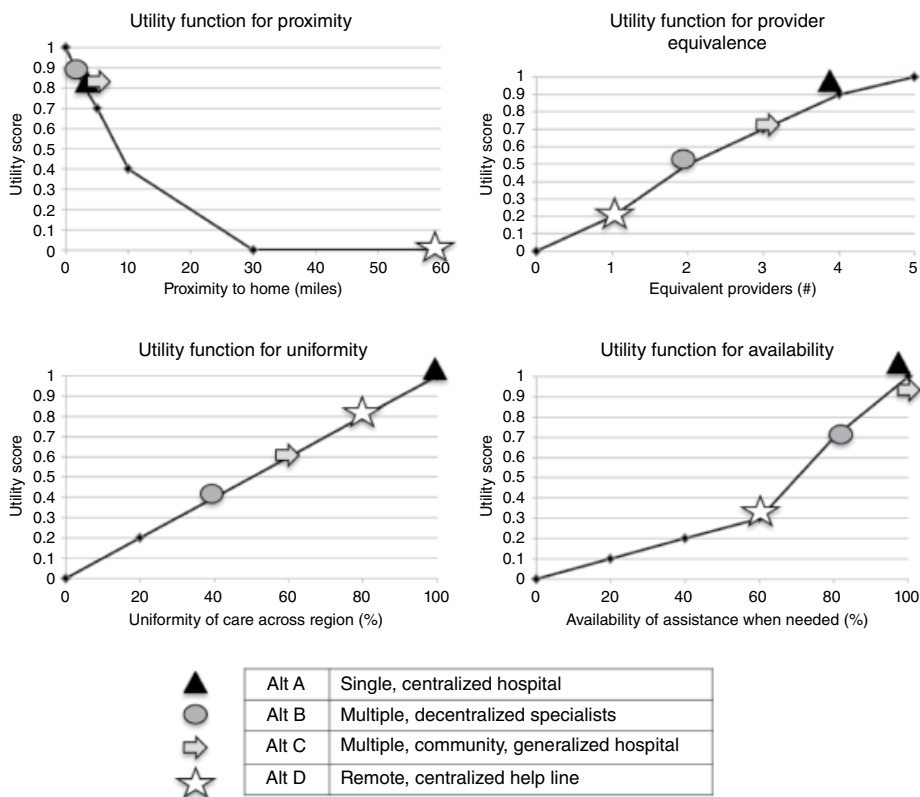 Utility function for proximity
1
0.9
0.8
0.7
0.6
0.5
0.4
0.3
0.2
0.1
0
Utility score
0 10 20 30 40 50 60
Proximity to home (miles)
Utility function for provider
equivalence
1
0.9
0.8
0.7
0.6
0.5
0.4
0.3
0.2
0.1
0
Utility score
0 1 2 3 4 5
Equivalent providers (#)
Utility function for uniformity
1
0.9
0.8
0.7
0.6
0.5
0.4
0.3
0.2
0.1
0
Utility score
0 20 40 60 80 100
Uniformity of care across region (%)
Utility function for availability
1
0.9
0.8
0.7
0.6
0.5
0.4
0.3
0.2
0.1
0
Utility score
0 20 40 60 80 100
Availability of assistance when needed (%)
Alt A Single, centralized hospital
Alt B Multiple, decentralized specialists
Alt C Multiple, community, generalized hospital
Alt D Remote, centralized help line